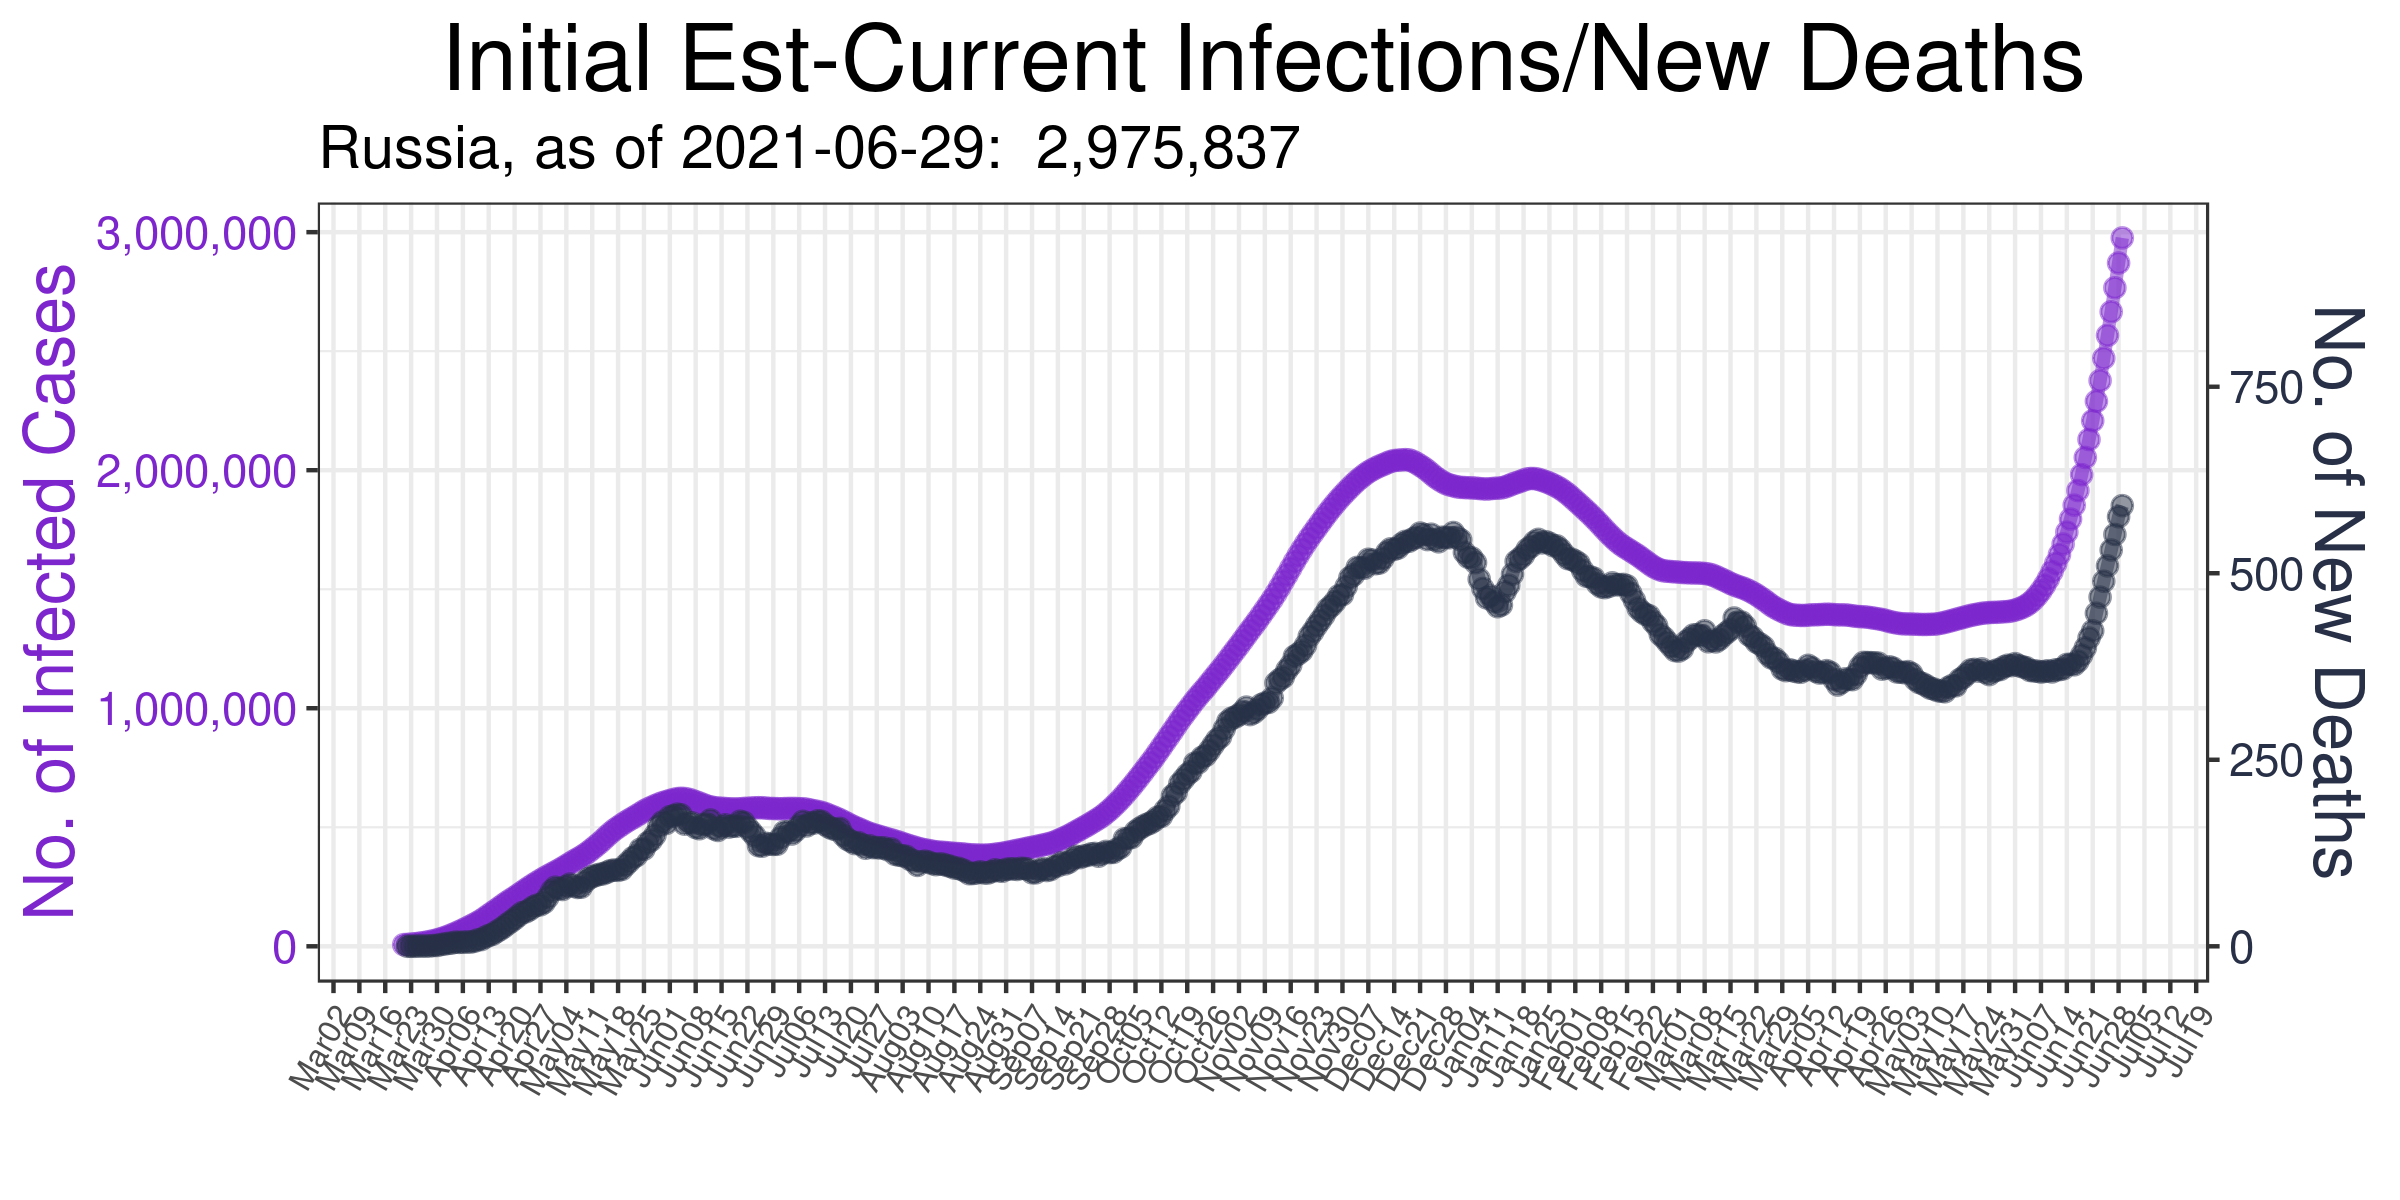 Initial Est-Current Infections/New Deaths
Russia, as of 2021-06-29:  2,975,837
No. of Infected Cases
3,000,000
2,000,000
1,000,000
0
No. of New Deaths
750
500
250
0
Mar02
Mar09
Mar16
Mar23
Mar30
Apr06
Apr13
Apr20
Apr27
May04
May11
May18
May25
Jun01
Jun08
Jun15
Jun22
Jun29
Jul06
Jul13
Jul20
Jul27
Aug03
Aug10
Aug17
Aug24
Aug31
Sep07
Sep14
Sep21
Sep28
Oct05
Oct12
Oct19
Oct26
Nov02
Nov09
Nov16
Nov23
Nov30
Dec07
Dec14
Dec21
Dec28
Jan04
Jan11
Jan18
Jan25
Feb01
Feb08
Feb15
Feb22
Mar01
Mar08
Mar15
Mar22
Mar29
Apr05
Apr12
Apr19
Apr26
May03
May10
May17
May24
May31
Jun07
Jun14
Jun21
Jun28
Jul05
Jul12
Jul19